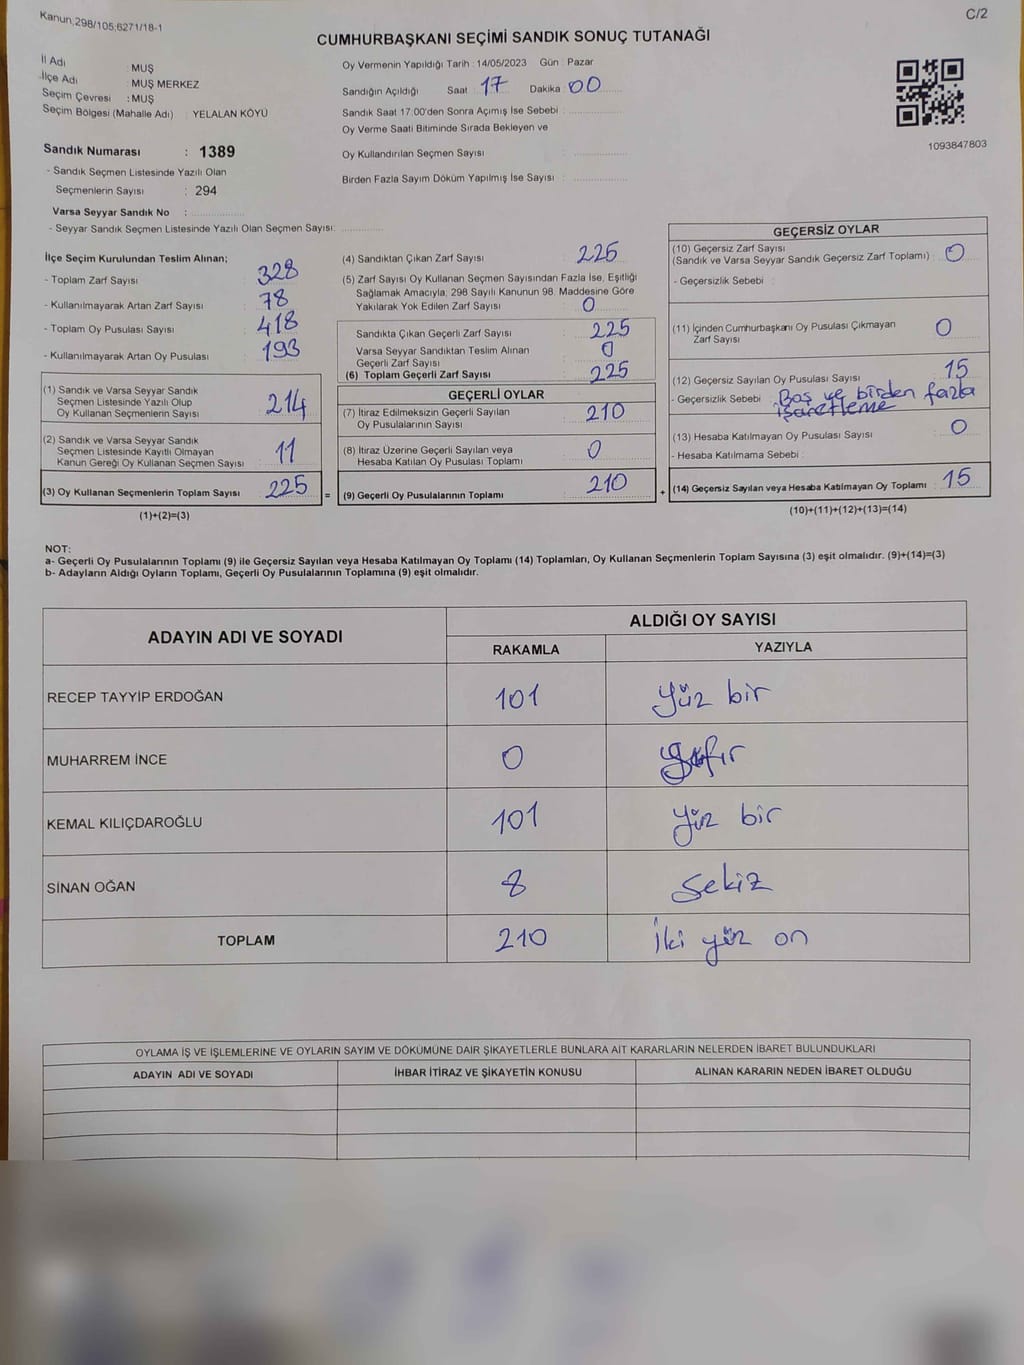 Kanun,298/105;6271/18-1
C/2
CUMHURBAŞKANI SEÇİMİ SANDIK SONUÇ TUTANAĞI
İl Adı : MUŞ
İlçe Adı : MUŞ MERKEZ
Seçim Çevresi : MUŞ
Seçim Bölgesi (Mahalle Adı) : YELALAN KÖYÜ
Sandık Numarası : 1389
- Sandık Seçmen Listesinde Yazılı Olan
Seçmenlerin Sayısı : 294
Varsa Seyyar Sandık No :
- Seyyar Sandık Seçmen Listesinde Yazılı Olan Seçmen Sayısı:
Oy Vermenin Yapıldığı Tarih : 14/05/2023 Gün : Pazar
Sandığın Açıldığı Saat : 17 Dakika : 00
Sandık Saat 17:00'den Sonra Açımış İse Sebebi :
Oy Verme Saati Bitiminde Sırada Bekleyen ve
Oy Kullandırılan Seçmen Sayısı :
Birden Fazla Sayım Döküm Yapılmış İse Sayısı :
1093847803
İlçe Seçim Kurulundan Teslim Alınan;
- Toplam Zarf Sayısı : 328
- Kullanılmayarak Artan Zarf Sayısı : 78
- Toplam Oy Pusulası Sayısı : 418
- Kullanılmayarak Artan Oy Pusulası : 193
(1) Sandık ve Varsa Seyyar Sandık
Seçmen Listesinde Yazılı Olup
Oy Kullanan Seçmenlerin Sayısı : 214
(2) Sandık ve Varsa Seyyar Sandık
Seçmen Listesinde Kayıtlı Olmayan
Kanun Gereği Oy Kullanan Seçmen Sayısı : 11
(3) Oy Kullanan Seçmenlerin Toplam Sayısı : 225
(1)+(2)=(3)
=
(4) Sandıktan Çıkan Zarf Sayısı : 225
(5) Zarf Sayısı Oy Kullanan Seçmen Sayısından Fazla İse, Eşitliği
Sağlamak Amacıyla, 298 Sayılı Kanunun 98. Maddesine Göre
Yakılarak Yok Edilen Zarf Sayısı : 0
Sandıkta Çıkan Geçerli Zarf Sayısı : 225
Varsa Seyyar Sandıktan Teslim Alınan
Geçerli Zarf Sayısı : 0
(6) Toplam Geçerli Zarf Sayısı : 225
GEÇERLİ OYLAR
(7) İtiraz Edilmeksizin Geçerli Sayılan
Oy Pusulalarının Sayısı : 210
(8) İtiraz Üzerine Geçerli Sayılan veya
Hesaba Katılan Oy Pusulası Toplamı : 0
(9) Geçerli Oy Pusulalarının Toplamı : 210
+
GEÇERSİZ OYLAR
(10) Geçersiz Zarf Sayısı
(Sandık ve Varsa Seyyar Sandık Geçersiz Zarf Toplamı) : 0
- Geçersizlik Sebebi :
(11) İçinden Cumhurbaşkanı Oy Pusulası Çıkmayan
Zarf Sayısı : 0
(12) Geçersiz Sayılan Oy Pusulası Sayısı : 15
- Geçersizlik Sebebi : Boş ve birden fazla
işaretleme
(13) Hesaba Katılmayan Oy Pusulası Sayısı : 0
- Hesaba Katılmama Sebebi :
(14) Geçersiz Sayılan veya Hesaba Katılmayan Oy Toplamı : 15
(10)+(11)+(12)+(13)=(14)
NOT:
a- Geçerli Oy Pusulalarının Toplamı (9) ile Geçersiz Sayılan veya Hesaba Katılmayan Oy Toplamı (14) Toplamları, Oy Kullanan Seçmenlerin Toplam Sayısına (3) eşit olmalıdır. (9)+(14)=(3)
b- Adayların Aldığı Oyların Toplamı, Geçerli Oy Pusulalarının Toplamına (9) eşit olmalıdır.
ADAYIN ADI VE SOYADI
ALDIĞI OY SAYISI
RAKAMLA YAZIYLA
RECEP TAYYİP ERDOĞAN 101 yüz bir
MUHARREM İNCE 0 sıfır
KEMAL KILIÇDAROĞLU 101 yüz bir
SİNAN OĞAN 8 sekiz
TOPLAM 210 iki yüz on
OYLAMA İŞ VE İŞLEMLERİNE VE OYLARIN SAYIM VE DÖKÜMÜNE DAİR ŞİKAYETLERLE BUNLARA AİT KARARLARIN NELERDEN İBARET BULUNDUKLARI
ADAYIN ADI VE SOYADI İHBAR İTİRAZ VE ŞİKAYETİN KONUSU ALINAN KARARIN NEDEN İBARET OLDUĞU